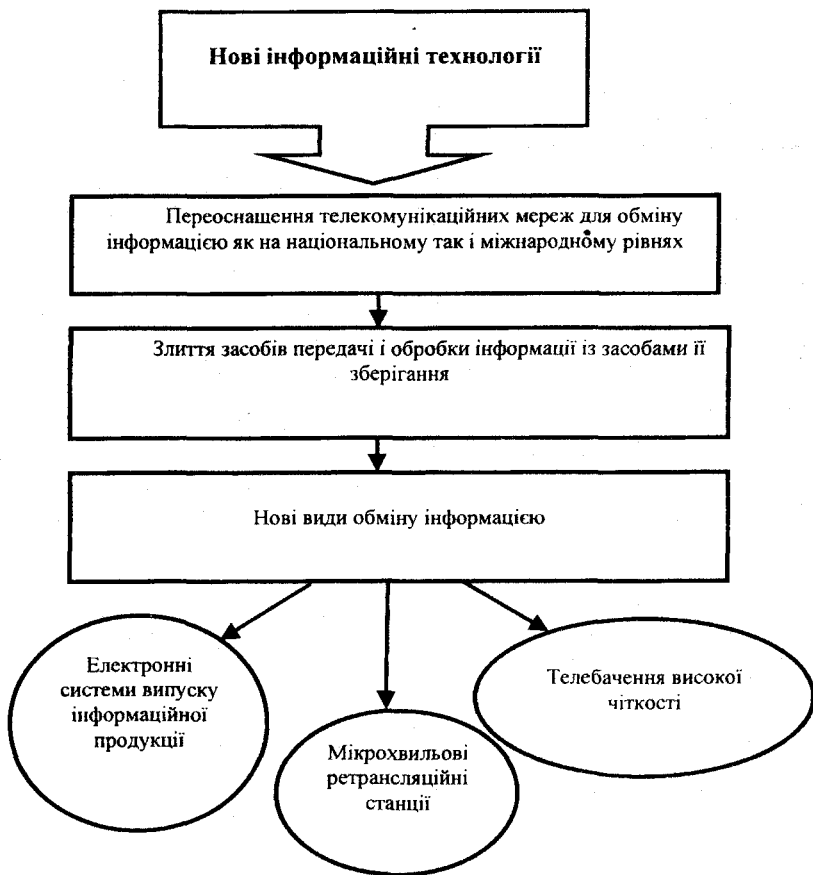 Нові інформаційні технології
Переоснащення телекомунікаційних мереж для обміну
інформацією як на національному так і міжнародному рівнях
Злиття засобів передачі і обробки інформації із засобами її
зберігання
Нові види обміну інформацією
Електронні
системи випуску
інформаційної
продукції
Мікрохвильові
ретрансляційні
станції
Телебачення високої
чіткості